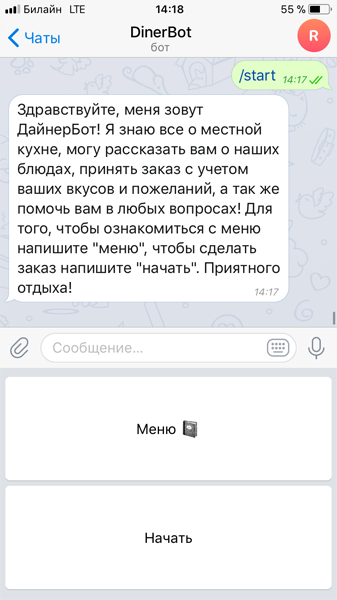 Билайн LTE 14:18 55 %
Чаты DinerBot R
бот
/start 14:17
Здравствуйте, меня зовут
ДайнерБот! Я знаю все о местной
кухне, могу рассказать вам о наших
блюдах, принять заказ с учетом
ваших вкусов и пожеланий, а так же
помочь вам в любых вопросах! Для
того, чтобы ознакомиться с меню
напишите "меню", чтобы сделать
заказ напишите "начать". Приятного
отдыха! 14:17
Сообщение...
Меню
Начать